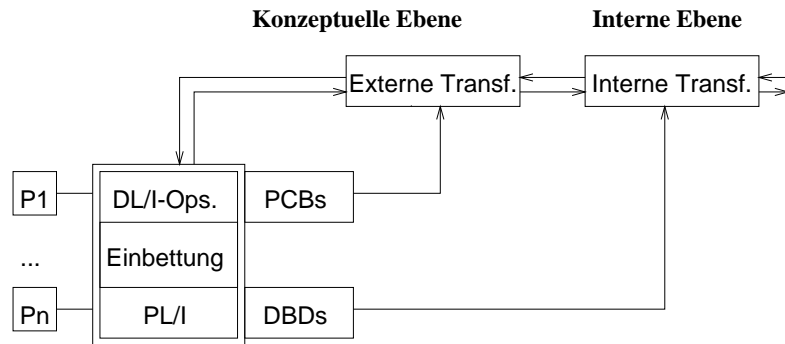 Konzeptuelle Ebene
Interne Ebene
Externe Transf.
Interne Transf.
P1
DL/I-Ops.
PCBs
...
Einbettung
Pn
PL/I
DBDs